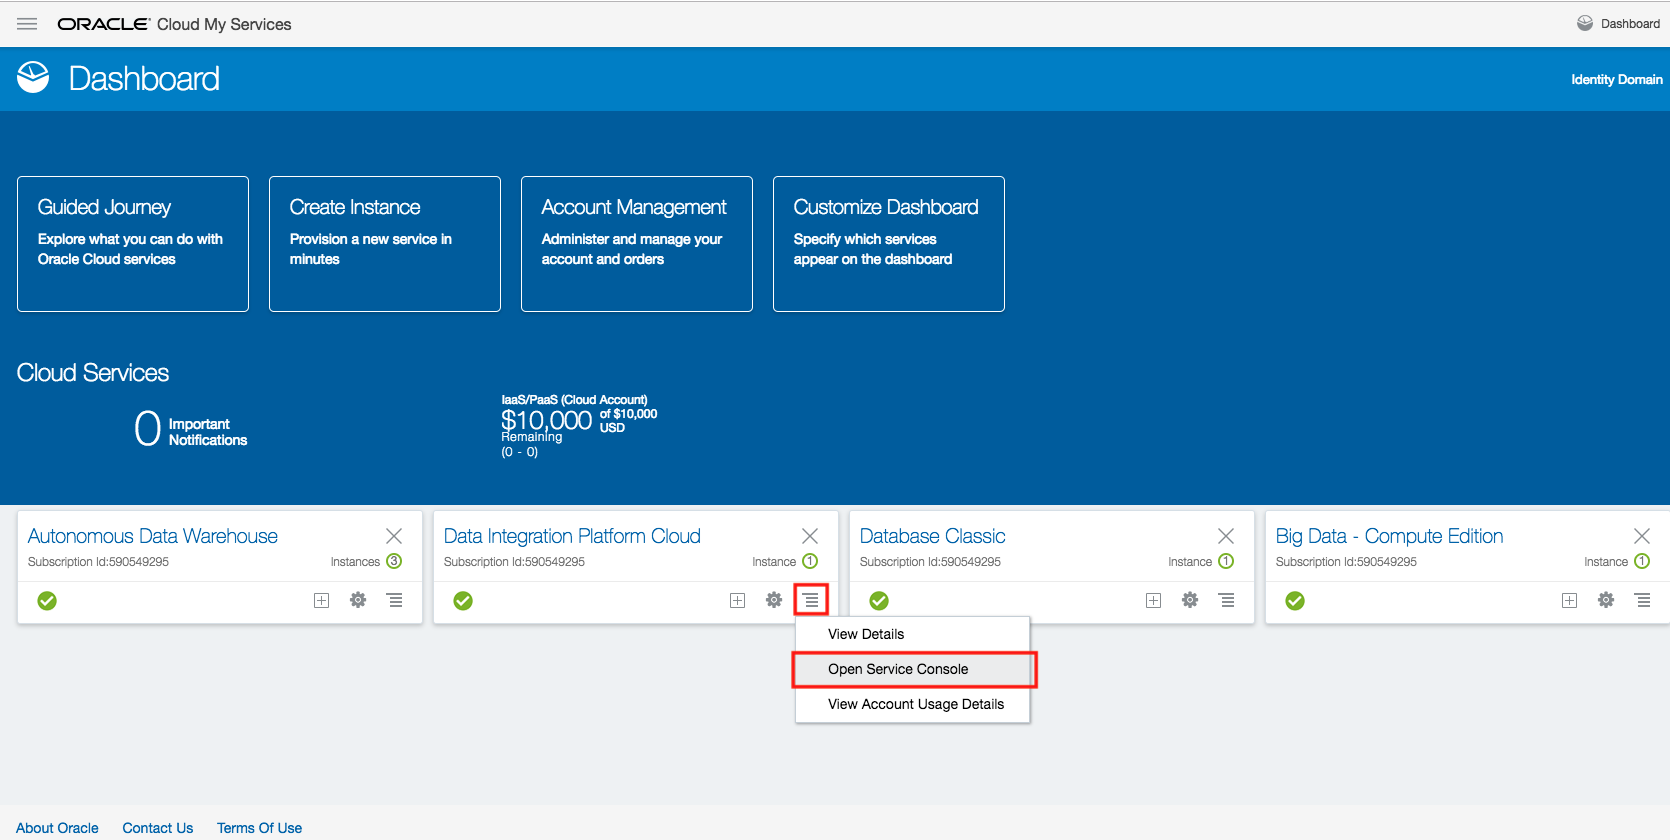 ORACLE® Cloud My Services
Dashboard
Dashboard
Identity Domain
Guided Journey
Explore what you can do with
Oracle Cloud services
Create Instance
Provision a new service in
minutes
Account Management
Administer and manage your
account and orders
Customize Dashboard
Specify which services
appear on the dashboard
Cloud Services
0 Important
Notifications
IaaS/PaaS (Cloud Account)
$10,000 of $10,000
USD
Remaining
(0 - 0)
Autonomous Data Warehouse
Subscription Id:590549295
Instances 3
Data Integration Platform Cloud
Subscription Id:590549295
Instance 1
Database Classic
Subscription Id:590549295
Instance 1
Big Data - Compute Edition
Subscription Id:590549295
Instance 1
View Details
Open Service Console
View Account Usage Details
About Oracle
Contact Us
Terms Of Use